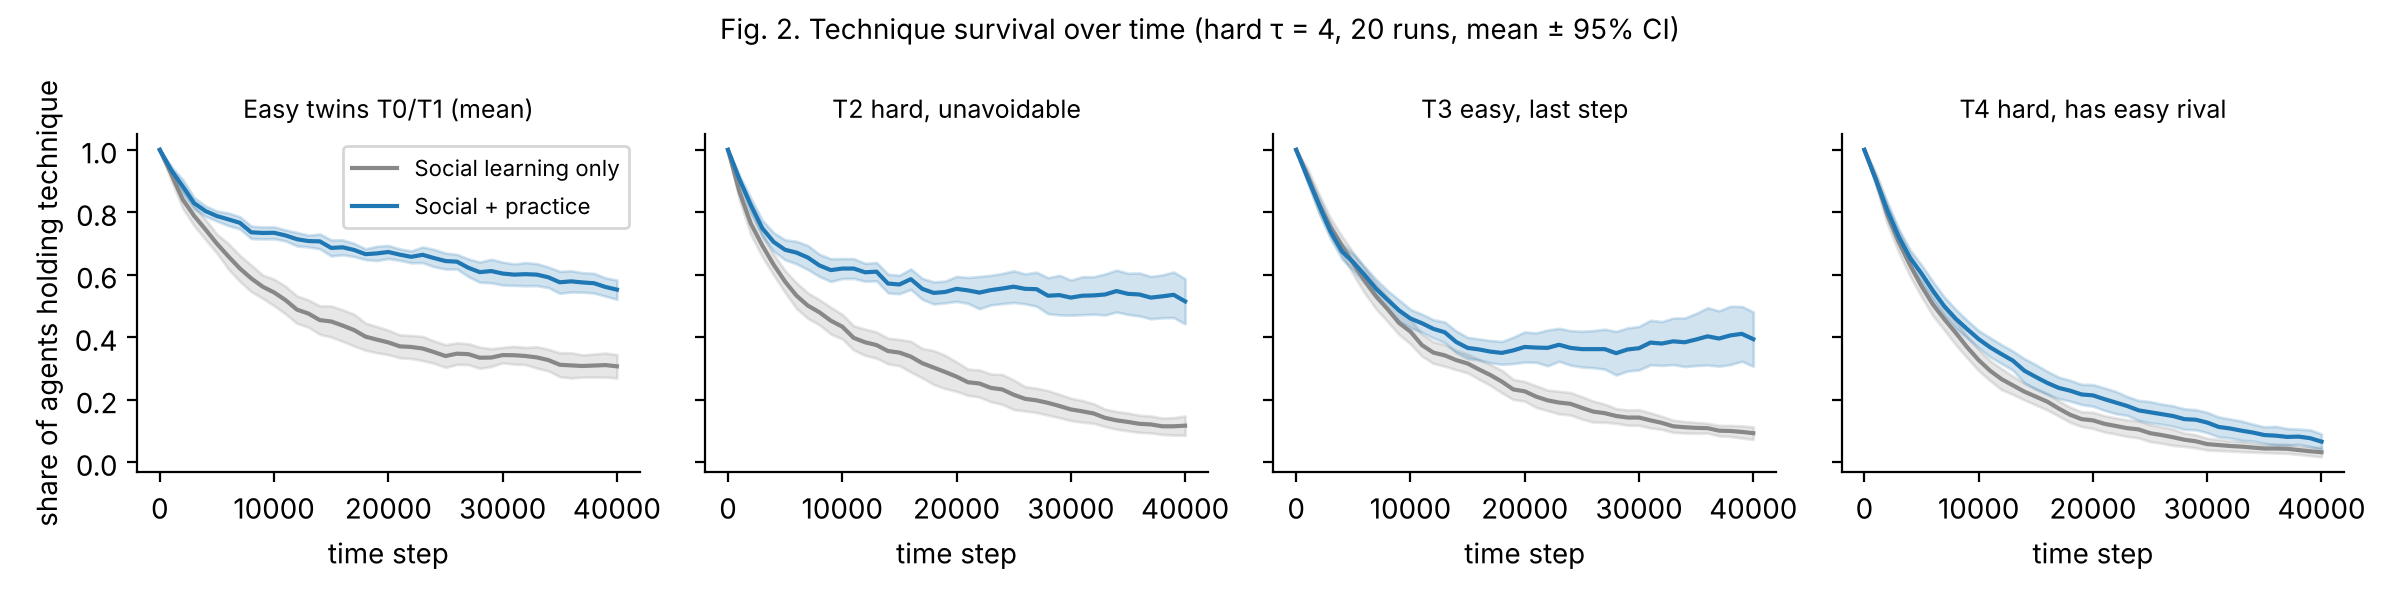 Fig. 2. Technique survival over time (hard τ = 4, 20 runs, mean ± 95% CI)
share of agents holding technique
Easy twins T0/T1 (mean)
Social learning only
Social + practice
1.0
0.8
0.6
0.4
0.2
0.0
0 10000 20000 30000 40000
time step
T2 hard, unavoidable
0 10000 20000 30000 40000
time step
T3 easy, last step
0 10000 20000 30000 40000
time step
T4 hard, has easy rival
0 10000 20000 30000 40000
time step